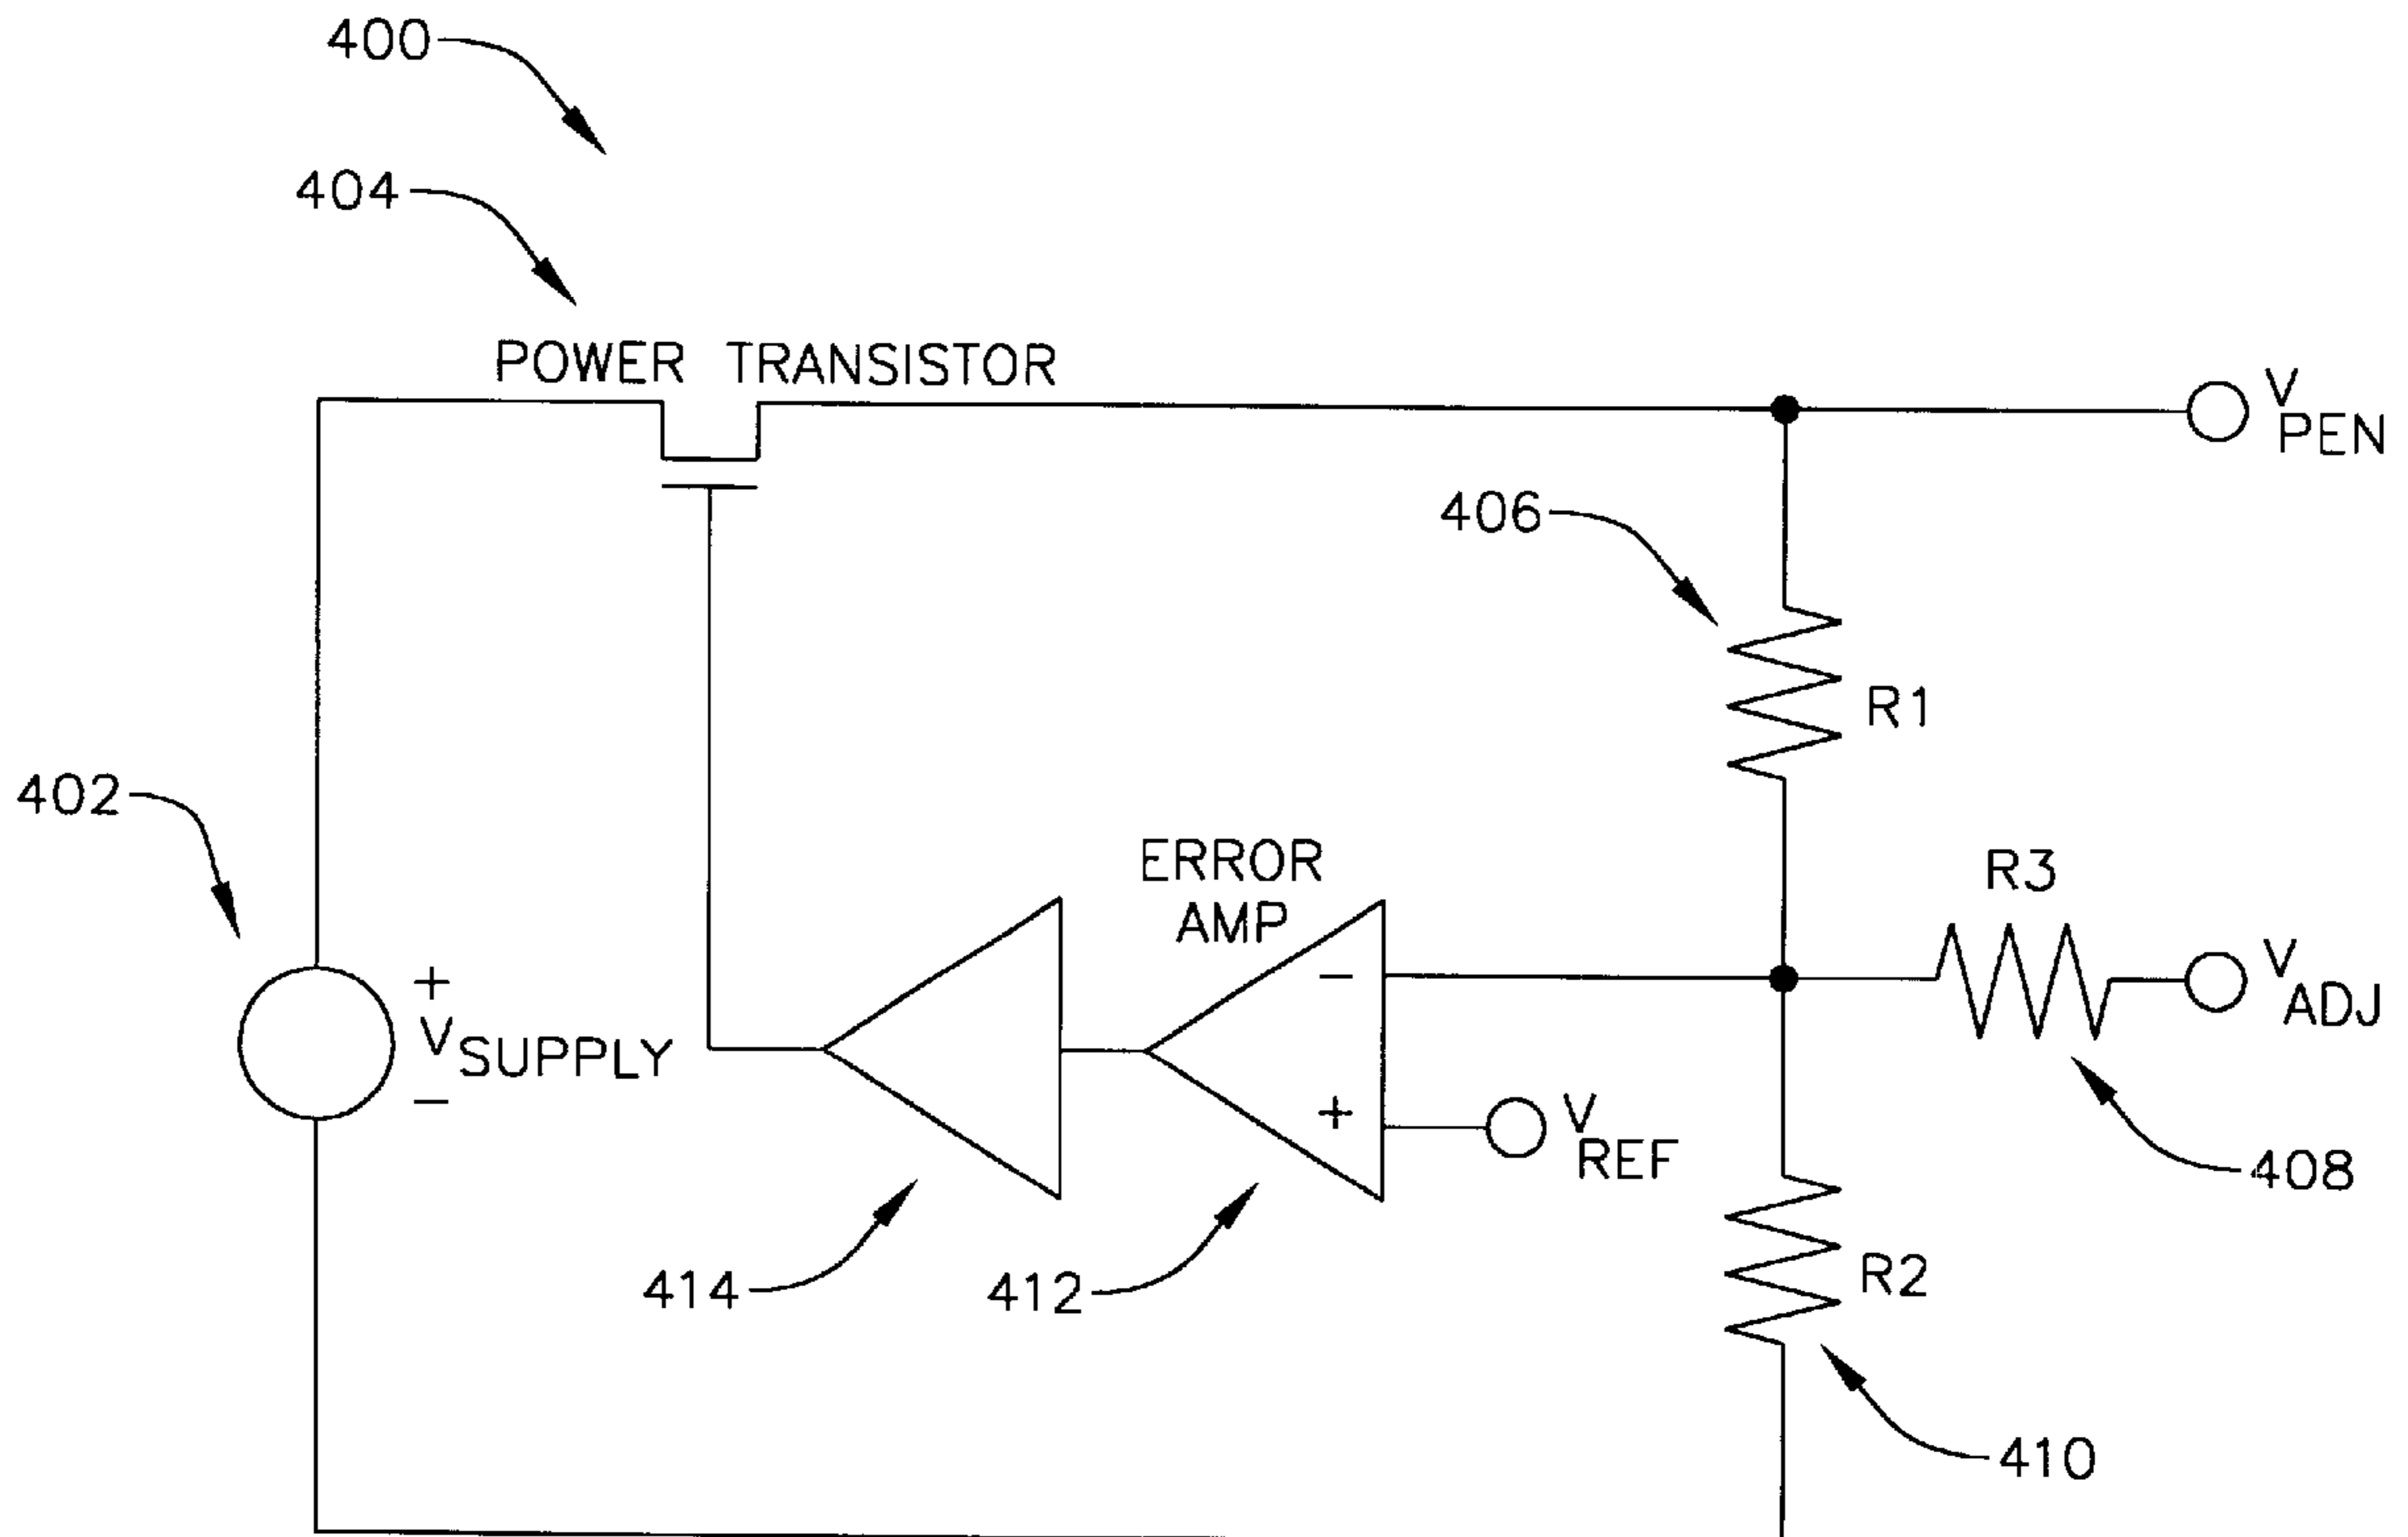 400
404
POWER TRANSISTOR
V PEN
406
R1
402
ERROR
AMP
R3
−
V ADJ
+
V SUPPLY
−
+
V REF
408
414
412
R2
410